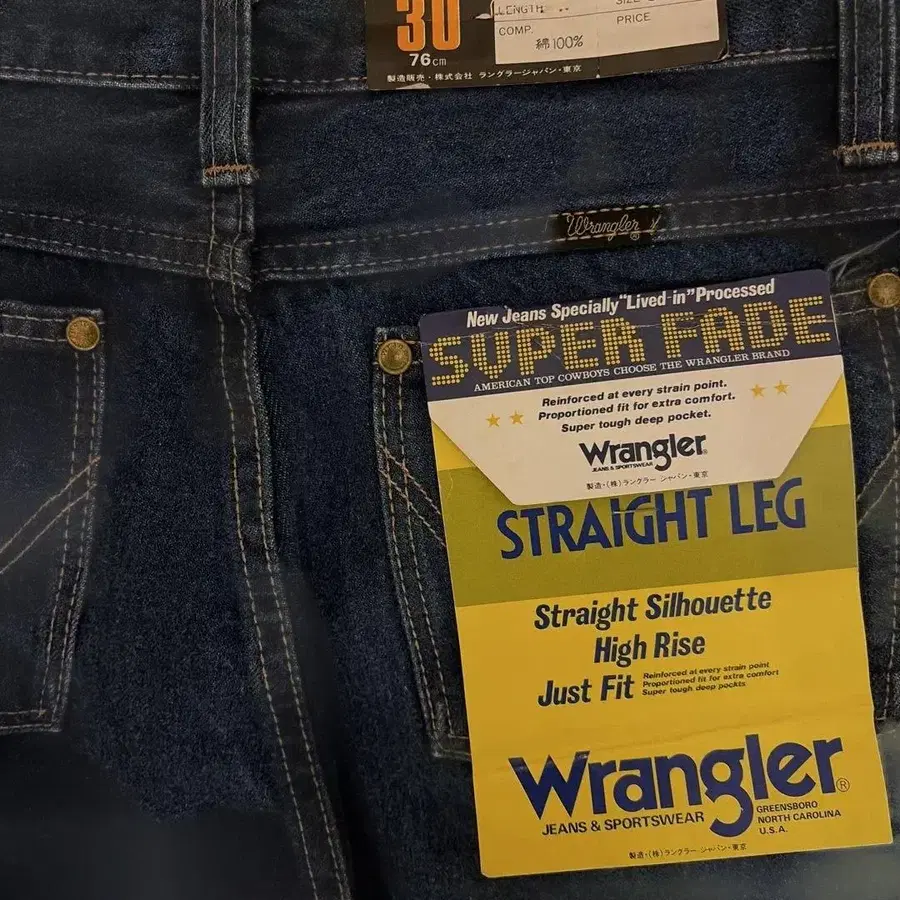 30
LENGTH
SIZE
76cm
COMP.
PRICE
綿100%
製造販売・株式会社 ラングラージャパン・東京
Wrangler
®
New Jeans Specially "Lived-in" Processed
SUPER FADE
AMERICAN TOP COWBOYS CHOOSE THE WRANGLER BRAND
Reinforced at every strain point.
Proportioned fit for extra comfort.
Super tough deep pocket.
Wrangler®
JEANS & SPORTSWEAR
製造・(株)ラングラー ジャパン・東京
STRAIGHT LEG
Straight Silhouette
High Rise
Just Fit
Reinforced at every strain point
Proportioned fit for extra comfort
Super tough deep pockts
Wrangler®
JEANS & SPORTSWEAR
GREENSBORO
NORTH CAROLINA
U.S.A.
製造・(株)ラングラー ジャパン・東京